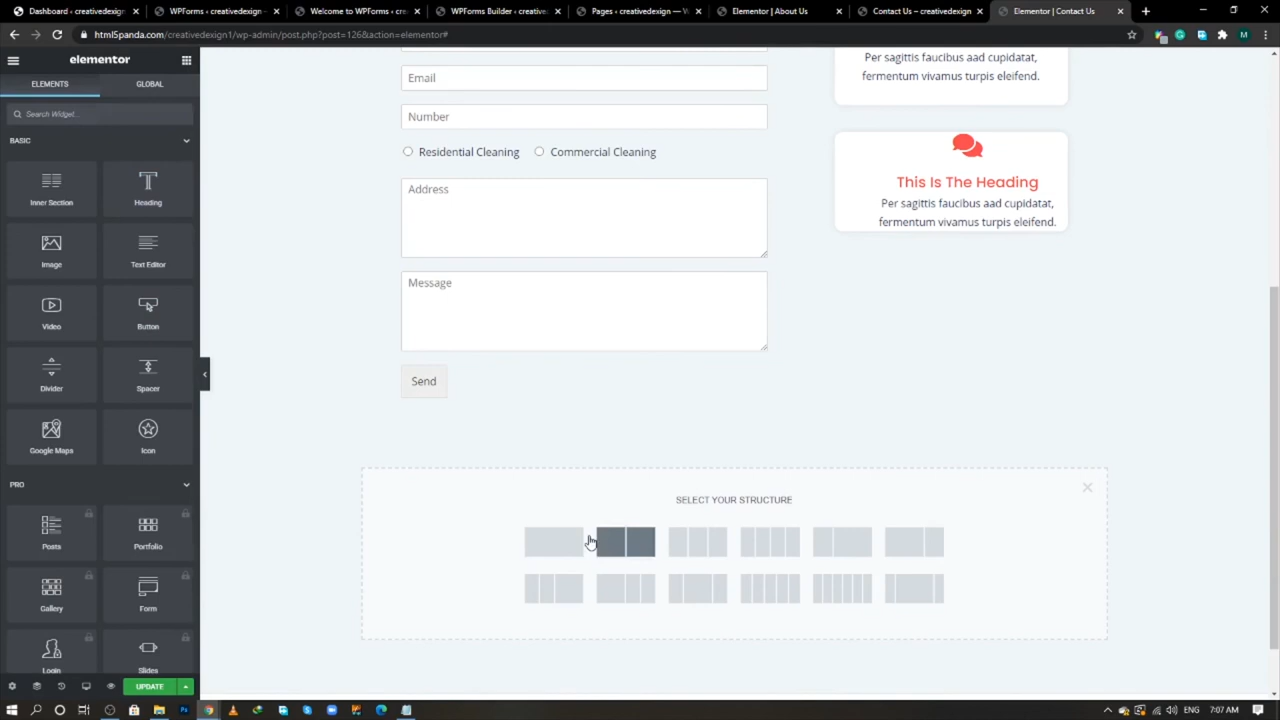 Dashboard ‹ creativedesign
WPForms ‹ creativedesign
Welcome to WPForms ‹ c
WPForms Builder ‹ creative
Pages ‹ creativedesign — W
Elementor | About Us
Contact Us – creativedesign
Elementor | Contact Us
html5panda.com/creativedesign1/wp-admin/post.php?post=126&action=elementor#
M
elementor
ELEMENTS
GLOBAL
Search Widget...
BASIC
Inner Section
Heading
Image
Text Editor
Video
Button
Divider
Spacer
Google Maps
Icon
PRO
Posts
Portfolio
Gallery
Form
Login
Slides
UPDATE
Email
Number
Residential Cleaning
Commercial Cleaning
Address
Message
Send
Per sagittis faucibus aad cupidatat,
fermentum vivamus turpis eleifend.
This Is The Heading
Per sagittis faucibus aad cupidatat,
fermentum vivamus turpis eleifend.
SELECT YOUR STRUCTURE
ENG
7:07 AM